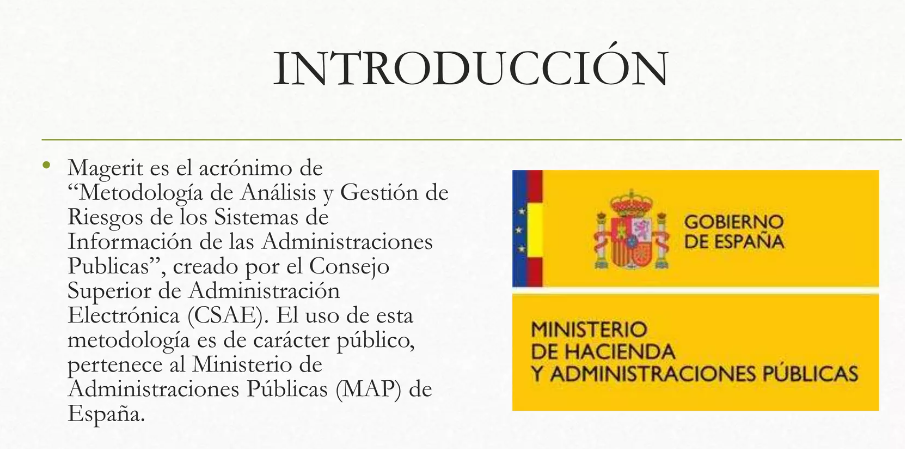 INTRODUCCIÓN
• Magerit es el acrónimo de
“Metodología de Análisis y Gestión de
Riesgos de los Sistemas de
Información de las Administraciones
Publicas”, creado por el Consejo
Superior de Administración
Electrónica (CSAE). El uso de esta
metodología es de carácter público,
pertenece al Ministerio de
Administraciones Públicas (MAP) de
España.
GOBIERNO
DE ESPAÑA
MINISTERIO
DE HACIENDA
Y ADMINISTRACIONES PÚBLICAS